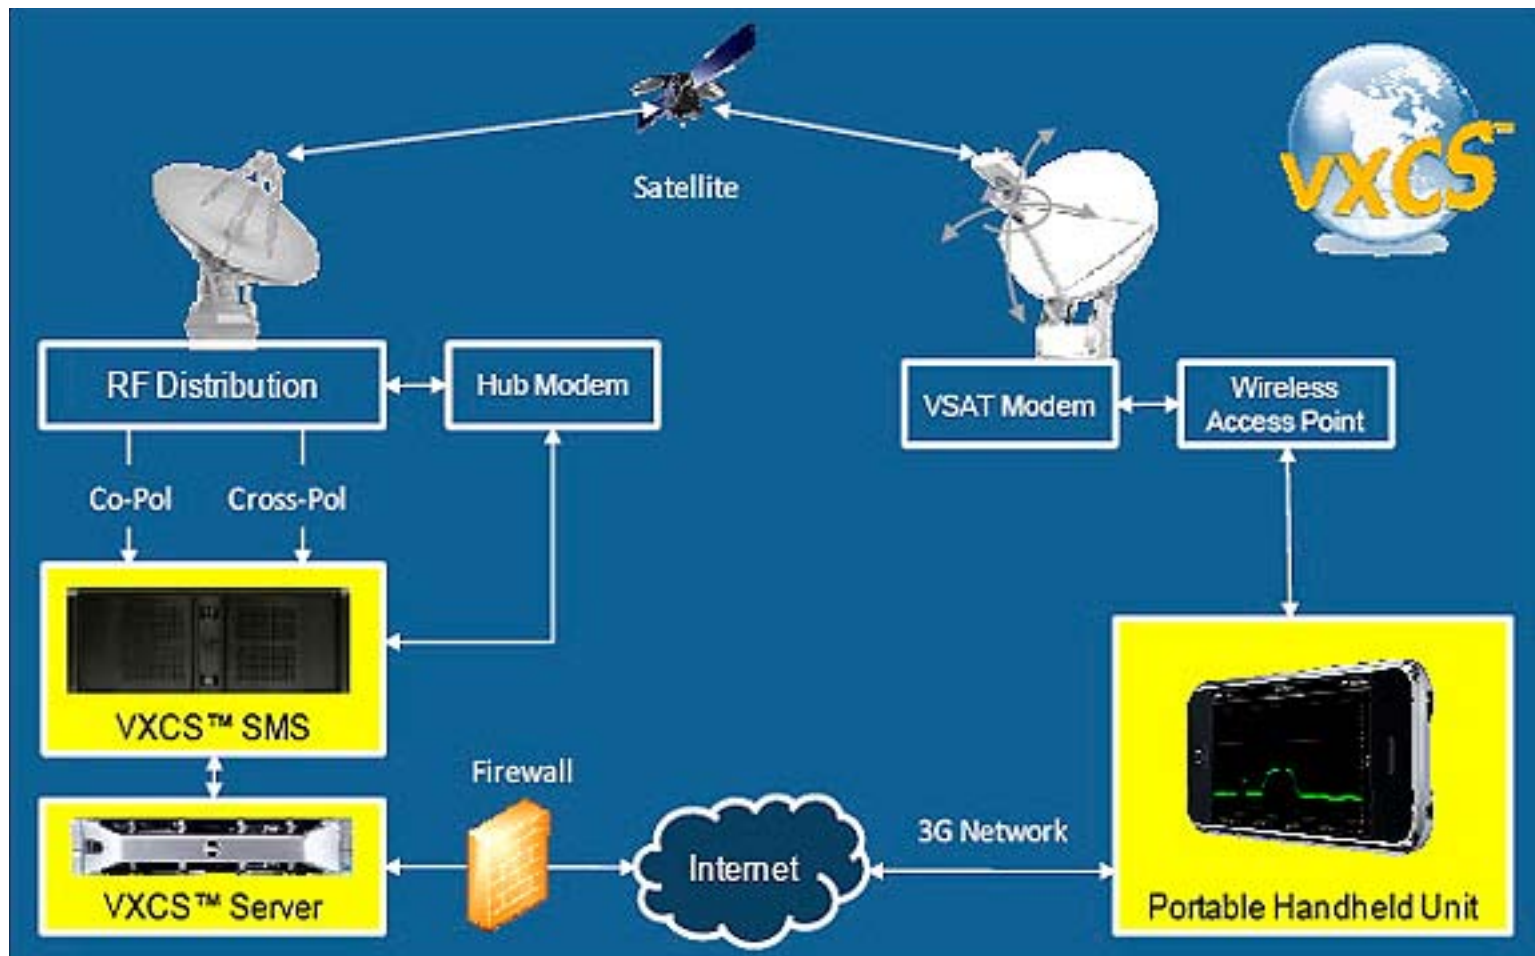 VXCS
Satellite
RF Distribution
Hub Modem
VSAT Modem
Wireless
Access Point
Co-Pol
Cross-Pol
VXCS™ SMS
Firewall
3G Network
Internet
VXCS™ Server
Portable Handheld Unit